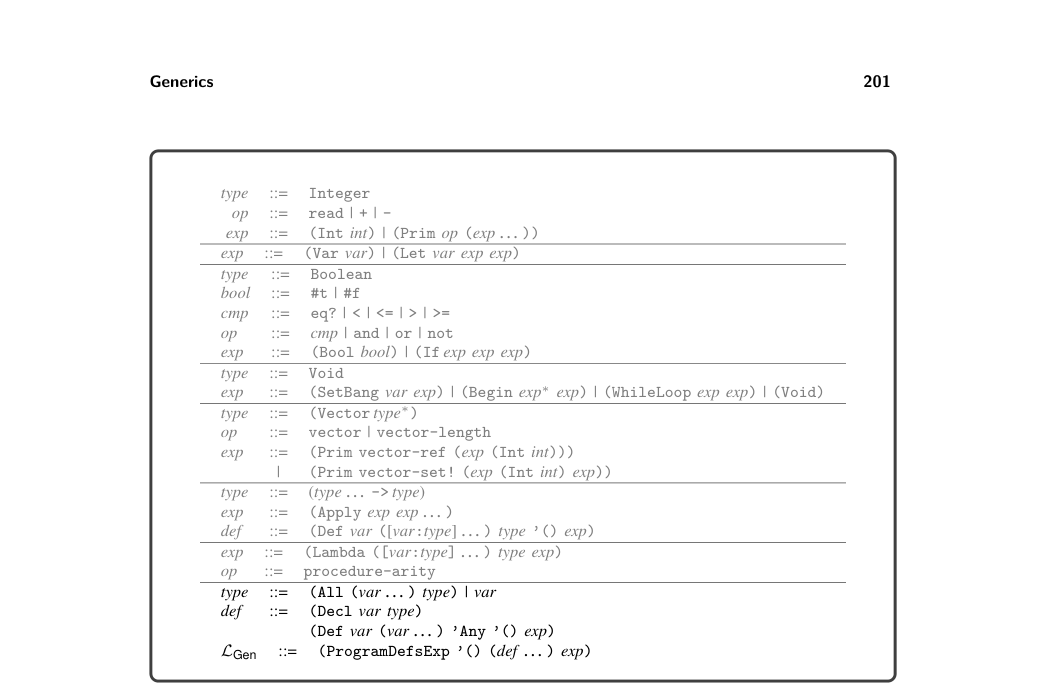 Generics 201
type ::= Integer
op ::= read | + | -
exp ::= (Int int) | (Prim op (exp ... ))
exp ::= (Var var) | (Let var exp exp)
type ::= Boolean
bool ::= #t | #f
cmp ::= eq? | < | <= | > | >=
op ::= cmp | and | or | not
exp ::= (Bool bool) | (If exp exp exp)
type ::= Void
exp ::= (SetBang var exp) | (Begin exp* exp) | (WhileLoop exp exp) | (Void)
type ::= (Vector type*)
op ::= vector | vector-length
exp ::= (Prim vector-ref (exp (Int int)))
| (Prim vector-set! (exp (Int int) exp))
type ::= (type ... -> type)
exp ::= (Apply exp exp ... )
def ::= (Def var ([var:type] ... ) type '() exp)
exp ::= (Lambda ([var:type] ... ) type exp)
op ::= procedure-arity
type ::= (All (var ... ) type) | var
def ::= (Decl var type)
(Def var (var ... ) 'Any '() exp)
ℒGen ::= (ProgramDefsExp '() (def ... ) exp)